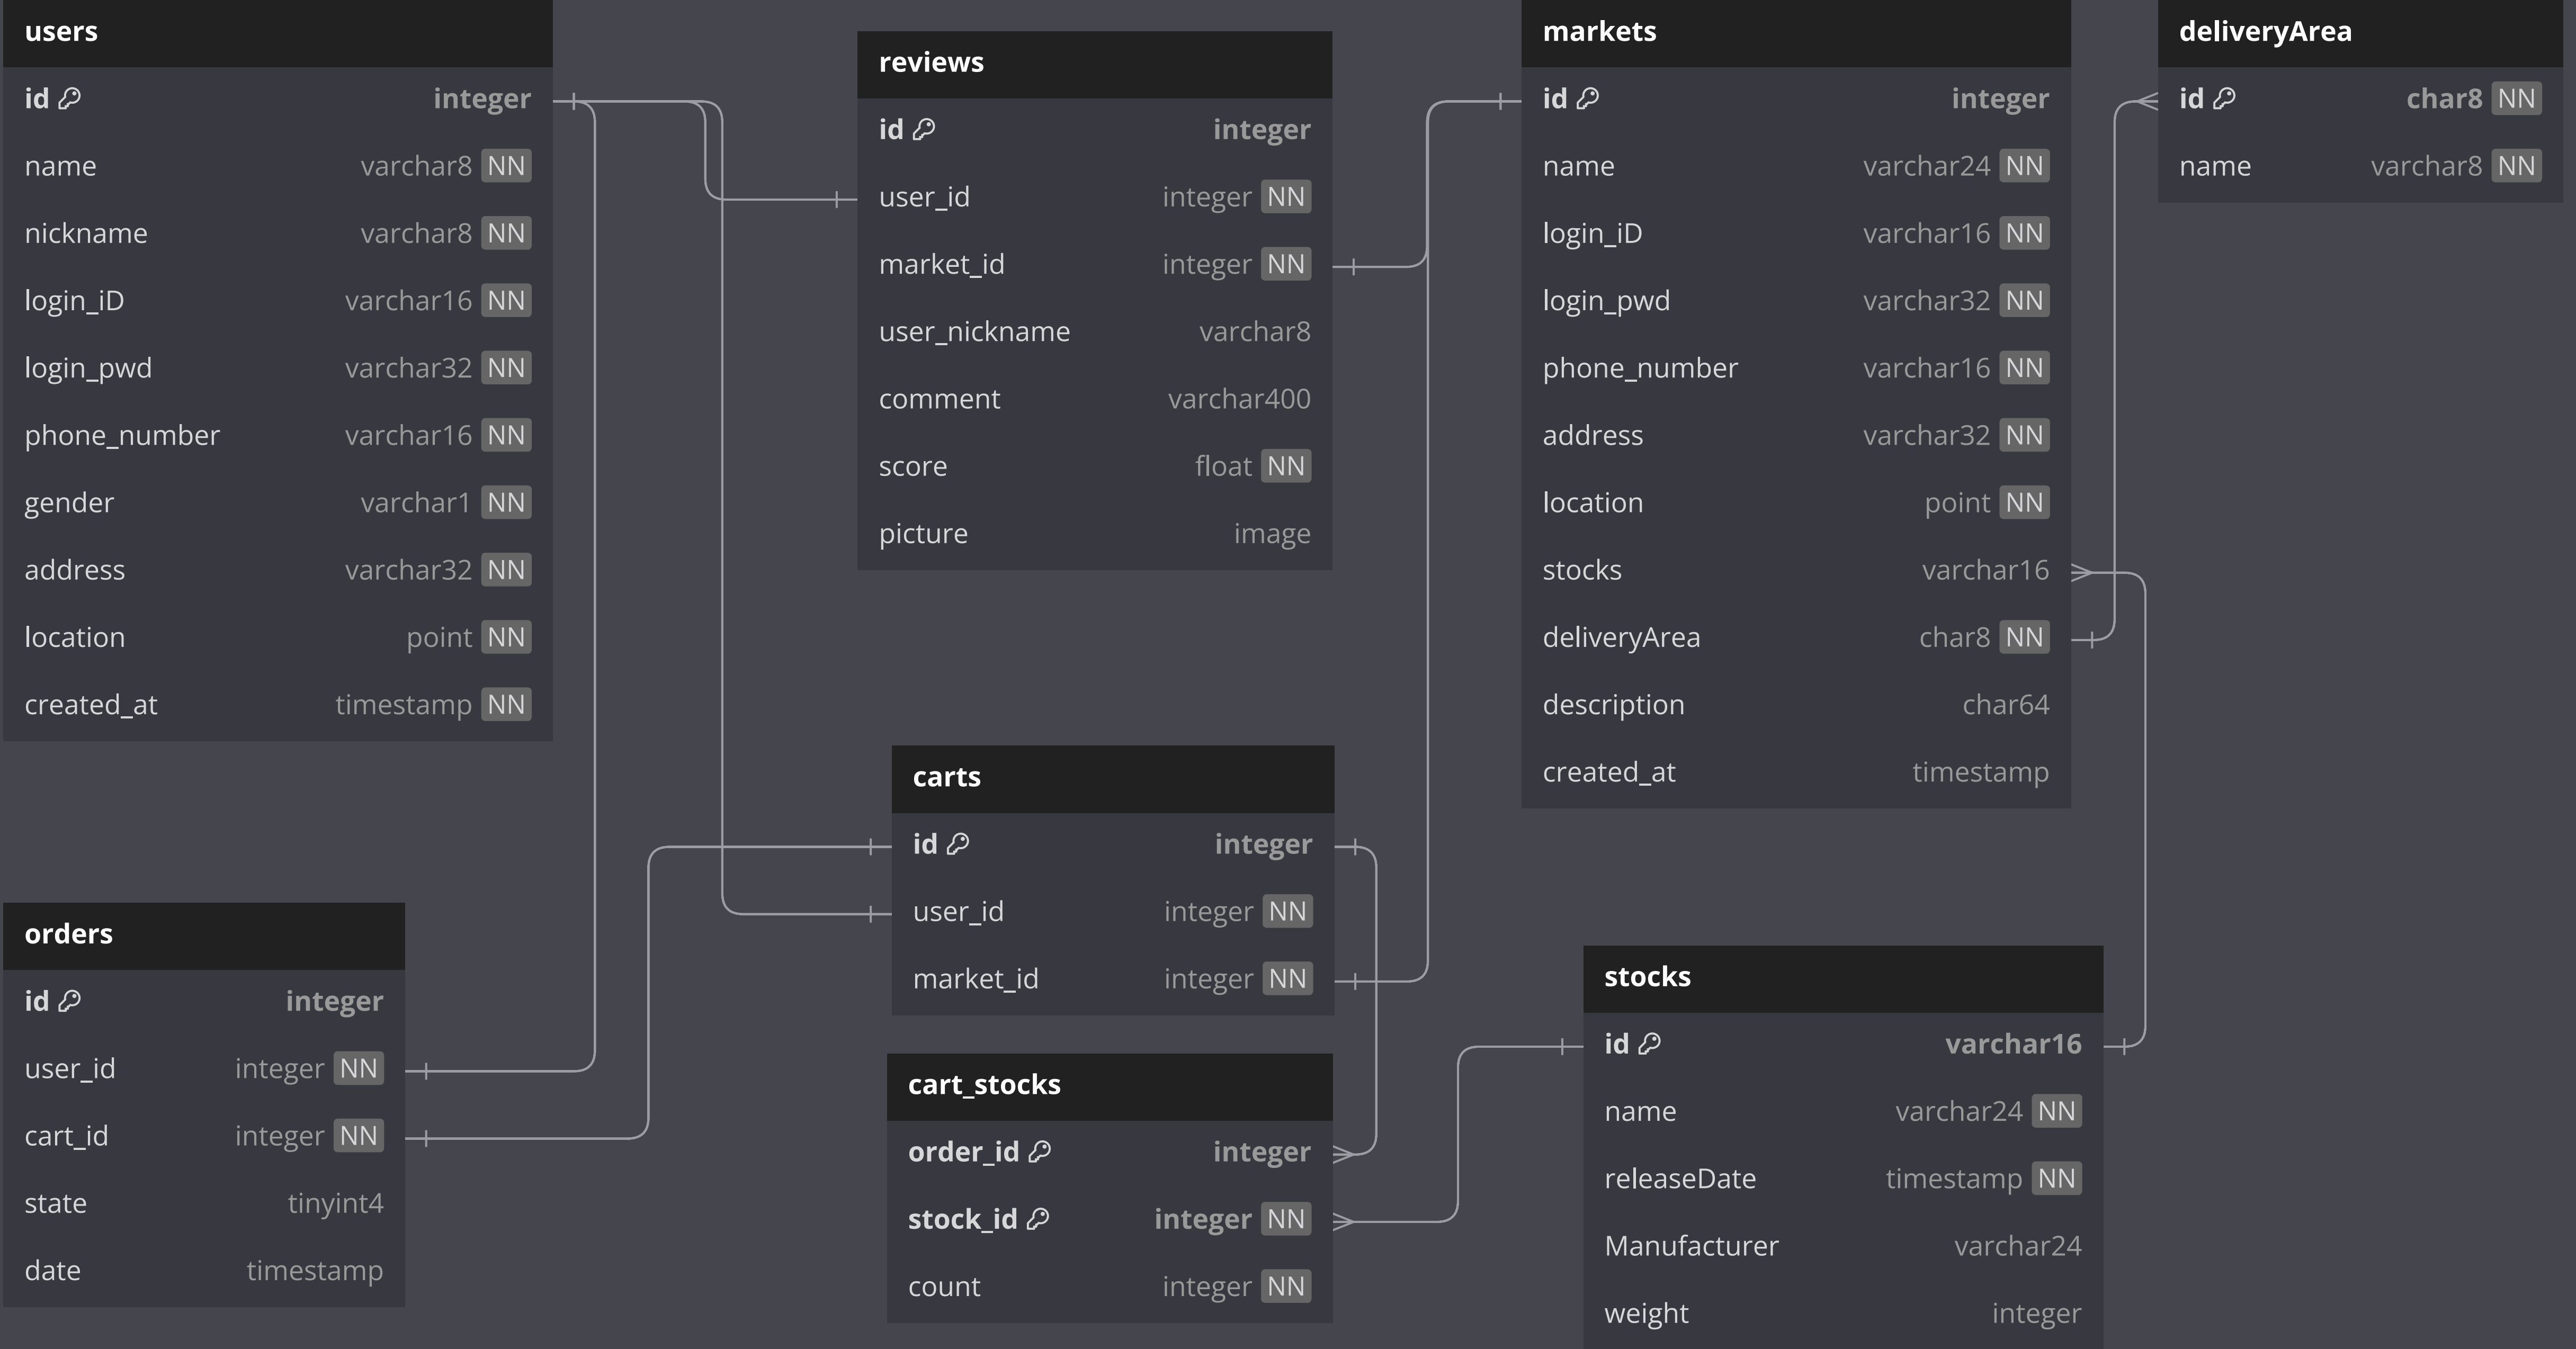 users
id integer
name varchar8 NN
nickname varchar8 NN
login_iD varchar16 NN
login_pwd varchar32 NN
phone_number varchar16 NN
gender varchar1 NN
address varchar32 NN
location point NN
created_at timestamp NN
orders
id integer
user_id integer NN
cart_id integer NN
state tinyint4
date timestamp
reviews
id integer
user_id integer NN
market_id integer NN
user_nickname varchar8
comment varchar400
score float NN
picture image
carts
id integer
user_id integer NN
market_id integer NN
cart_stocks
order_id integer
stock_id integer NN
count integer NN
markets
id integer
name varchar24 NN
login_iD varchar16 NN
login_pwd varchar32 NN
phone_number varchar16 NN
address varchar32 NN
location point NN
stocks varchar16
deliveryArea char8 NN
description char64
created_at timestamp
stocks
id varchar16
name varchar24 NN
releaseDate timestamp NN
Manufacturer varchar24
weight integer
deliveryArea
id char8 NN
name varchar8 NN